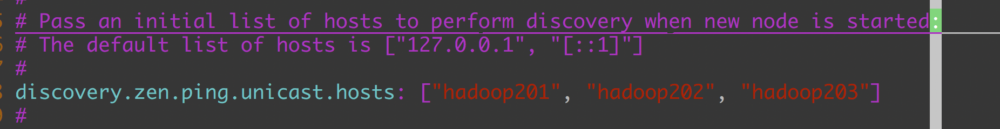 #
# Pass an initial list of hosts to perform discovery when new node is started:
# The default list of hosts is ["127.0.0.1", "[::1]"]
#
discovery.zen.ping.unicast.hosts: ["hadoop201", "hadoop202", "hadoop203"]
#